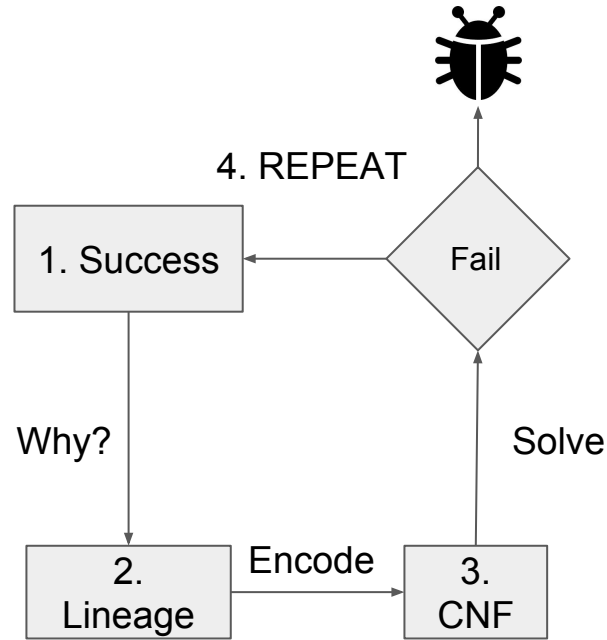 4. REPEAT
1. Success
Fail
Why?
Solve
2.
Lineage
Encode
3.
CNF